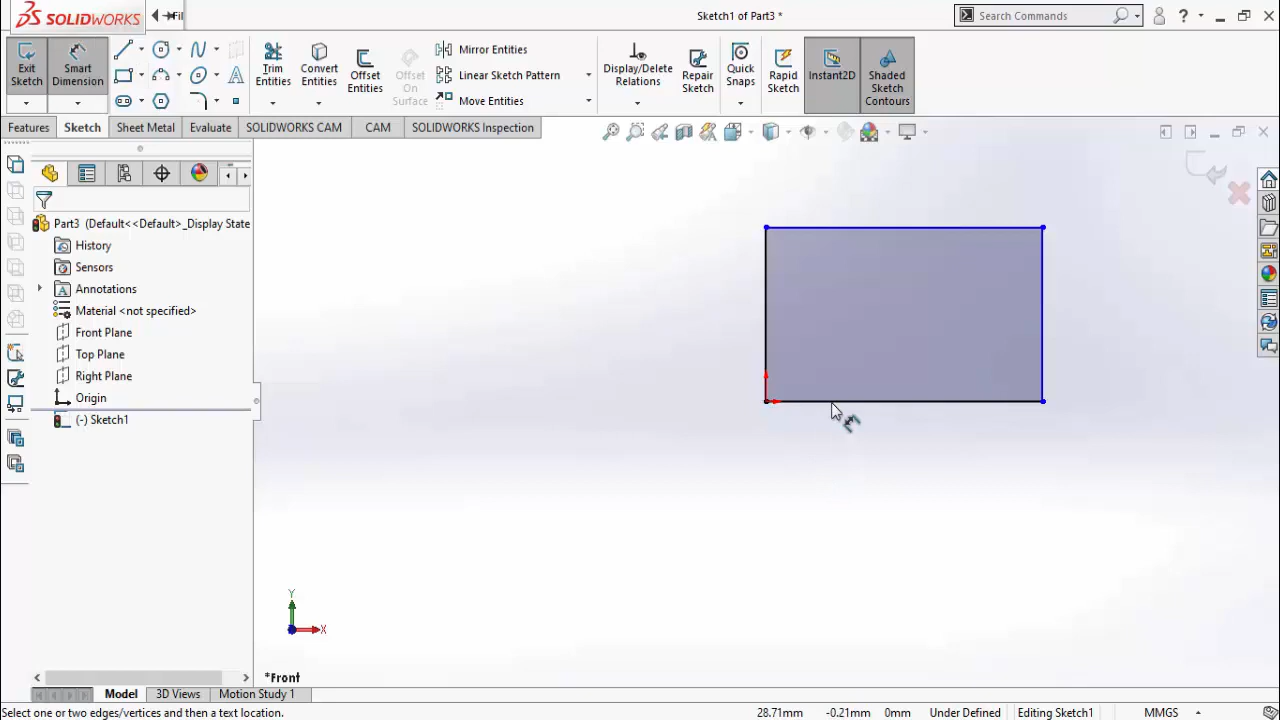 SOLIDWORKS
Fil
Sketch1 of Part3 *
Search Commands
?
Exit Sketch
Smart Dimension
Trim Entities
Convert Entities
Offset Entities
Offset On Surface
Mirror Entities
Linear Sketch Pattern
Move Entities
Display/Delete Relations
Repair Sketch
Quick Snaps
Rapid Sketch
Instant2D
Shaded Sketch Contours
Features
Sketch
Sheet Metal
Evaluate
SOLIDWORKS CAM
CAM
SOLIDWORKS Inspection
Part3 (Default<<Default>_Display State
History
Sensors
Annotations
Material <not specified>
Front Plane
Top Plane
Right Plane
Origin
(-) Sketch1
Y
X
*Front
Model
3D Views
Motion Study 1
Select one or two edges/vertices and then a text location.
28.71mm
-0.21mm
0mm
Under Defined
Editing Sketch1
MMGS